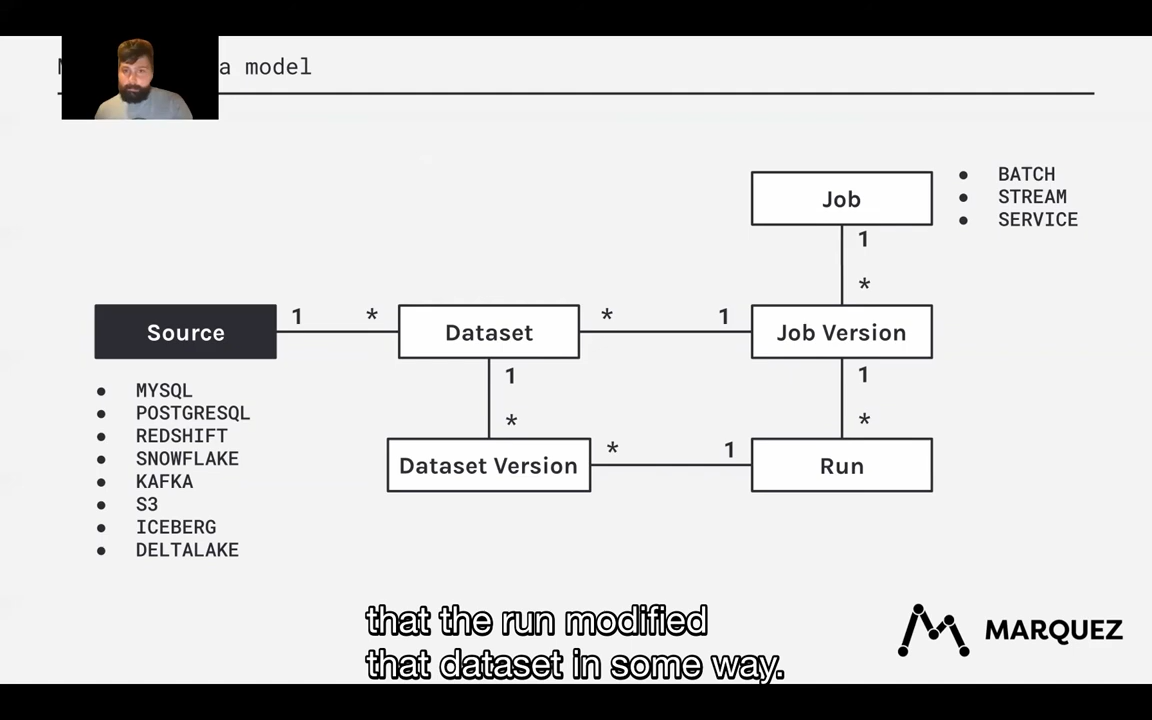 a model
Job
BATCH
STREAM
SERVICE
1
*
Source
1
*
Dataset
*
1
Job Version
MYSQL
POSTGRESQL
REDSHIFT
SNOWFLAKE
KAFKA
S3
ICEBERG
DELTALAKE
1
*
1
*
Dataset Version
*
1
Run
that the run modified
that dataset in some way.
MARQUEZ